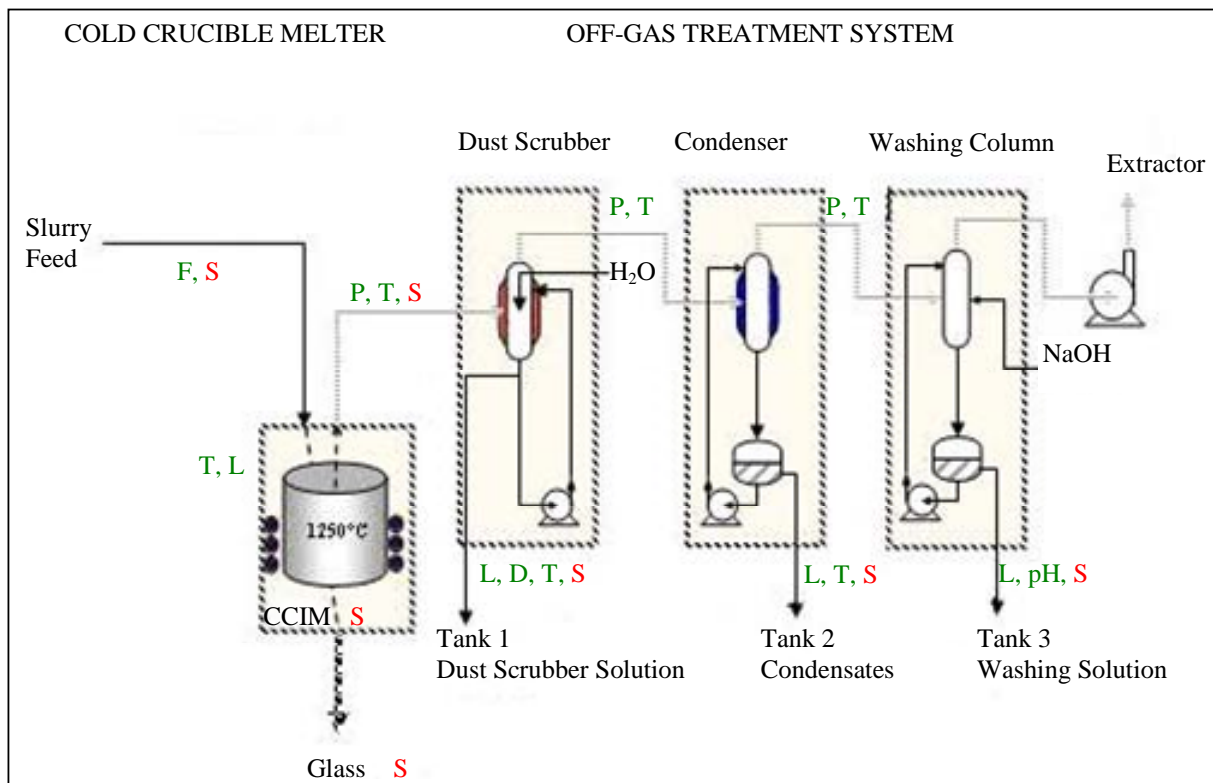 COLD CRUCIBLE MELTER
OFF-GAS TREATMENT SYSTEM
Dust Scrubber
Condenser
Washing Column
Extractor
Slurry
Feed
F, S
P, T, S
P, T
P, T
H₂O
NaOH
T, L
1250°C
CCIM S
L, D, T, S
L, T, S
L, pH, S
Tank 1
Dust Scrubber Solution
Tank 2
Condensates
Tank 3
Washing Solution
Glass S